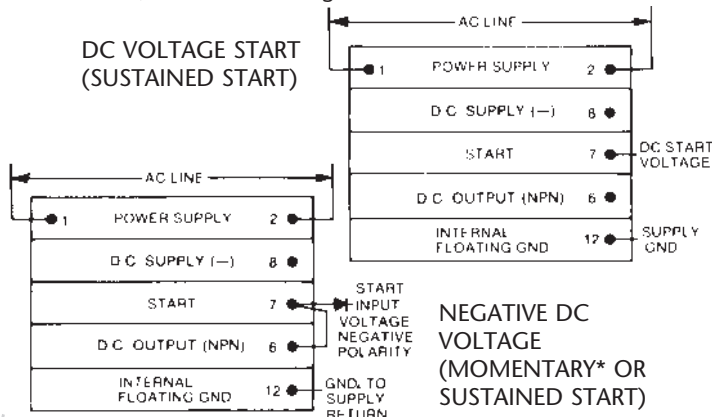 AC LINE
DC VOLTAGE START
(SUSTAINED START)
1 POWER SUPPLY 2
D C SUPPLY (—) 8
START 7
DC START
VOLTAGE
D C OUTPUT (NPN) 6
INTERNAL
FLOATING GND 12
SUPPLY
GND
AC LINE
1 POWER SUPPLY 2
D C SUPPLY (—) 8
START 7
START
INPUT
VOLTAGE
NEGATIVE
POLARITY
D C OUTPUT (NPN) 6
INTERNAL
FLOATING GND 12
GND. TO
SUPPLY
RETURN
NEGATIVE DC
VOLTAGE
(MOMENTARY* OR
SUSTAINED START)